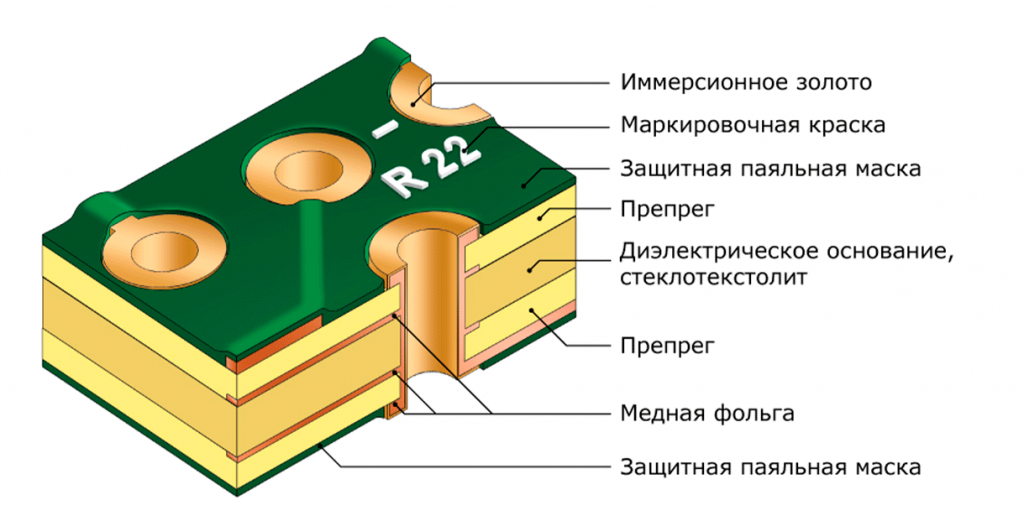 Иммерсионное золото
Маркировочная краска
R 22
Защитная паяльная маска
Препрег
Диэлектрическое основание,
стеклотекстолит
Препрег
Медная фольга
Защитная паяльная маска